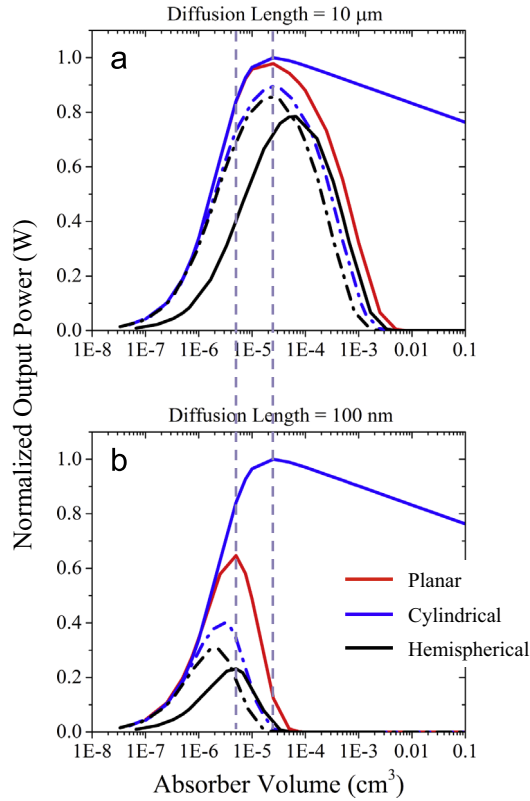 Diffusion Length = 10 μm
a
1.0
0.8
0.6
0.4
0.2
0.0
1E-8 1E-7 1E-6 1E-5 1E-4 1E-3 0.01 0.1
Normalized Output Power (W)
Diffusion Length = 100 nm
b
1.0
0.8
0.6
0.4
0.2
0.0
Planar
Cylindrical
Hemispherical
1E-8 1E-7 1E-6 1E-5 1E-4 1E-3 0.01 0.1
Absorber Volume (cm³)